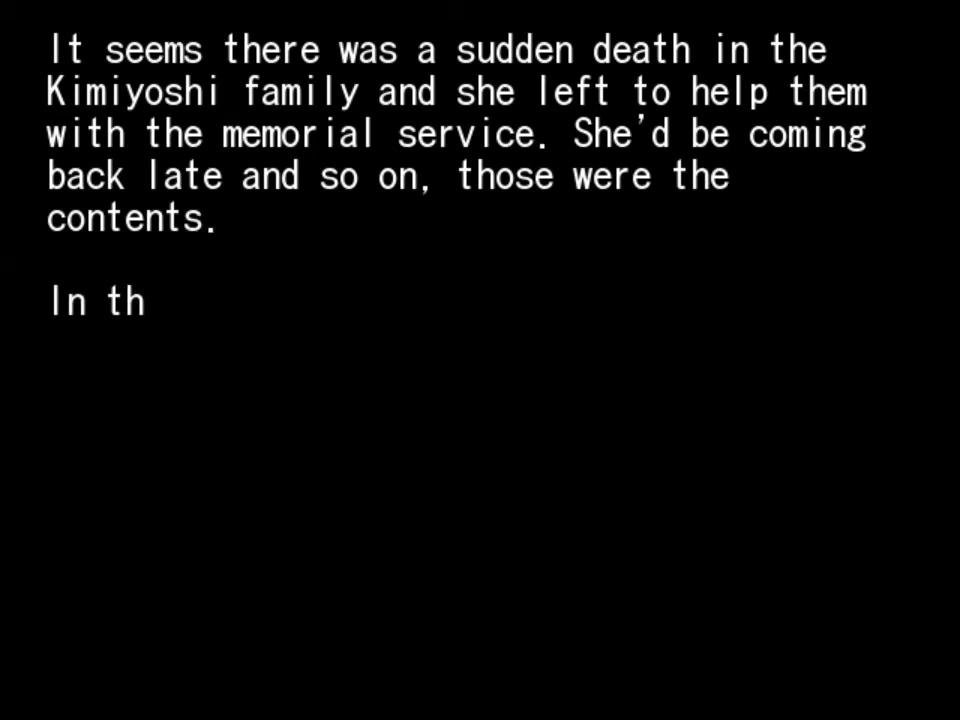 It seems there was a sudden death in the
Kimiyoshi family and she left to help them
with the memorial service. She'd be coming
back late and so on, those were the
contents.
In th